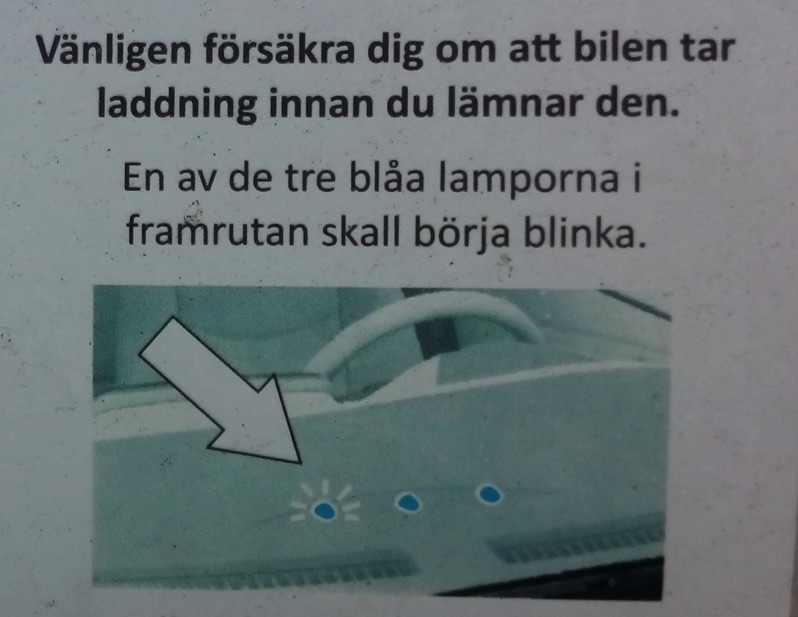 Vänligen försäkra dig om att bilen tar
laddning innan du lämnar den.
En av de tre blåa lamporna i
framrutan skall börja blinka.